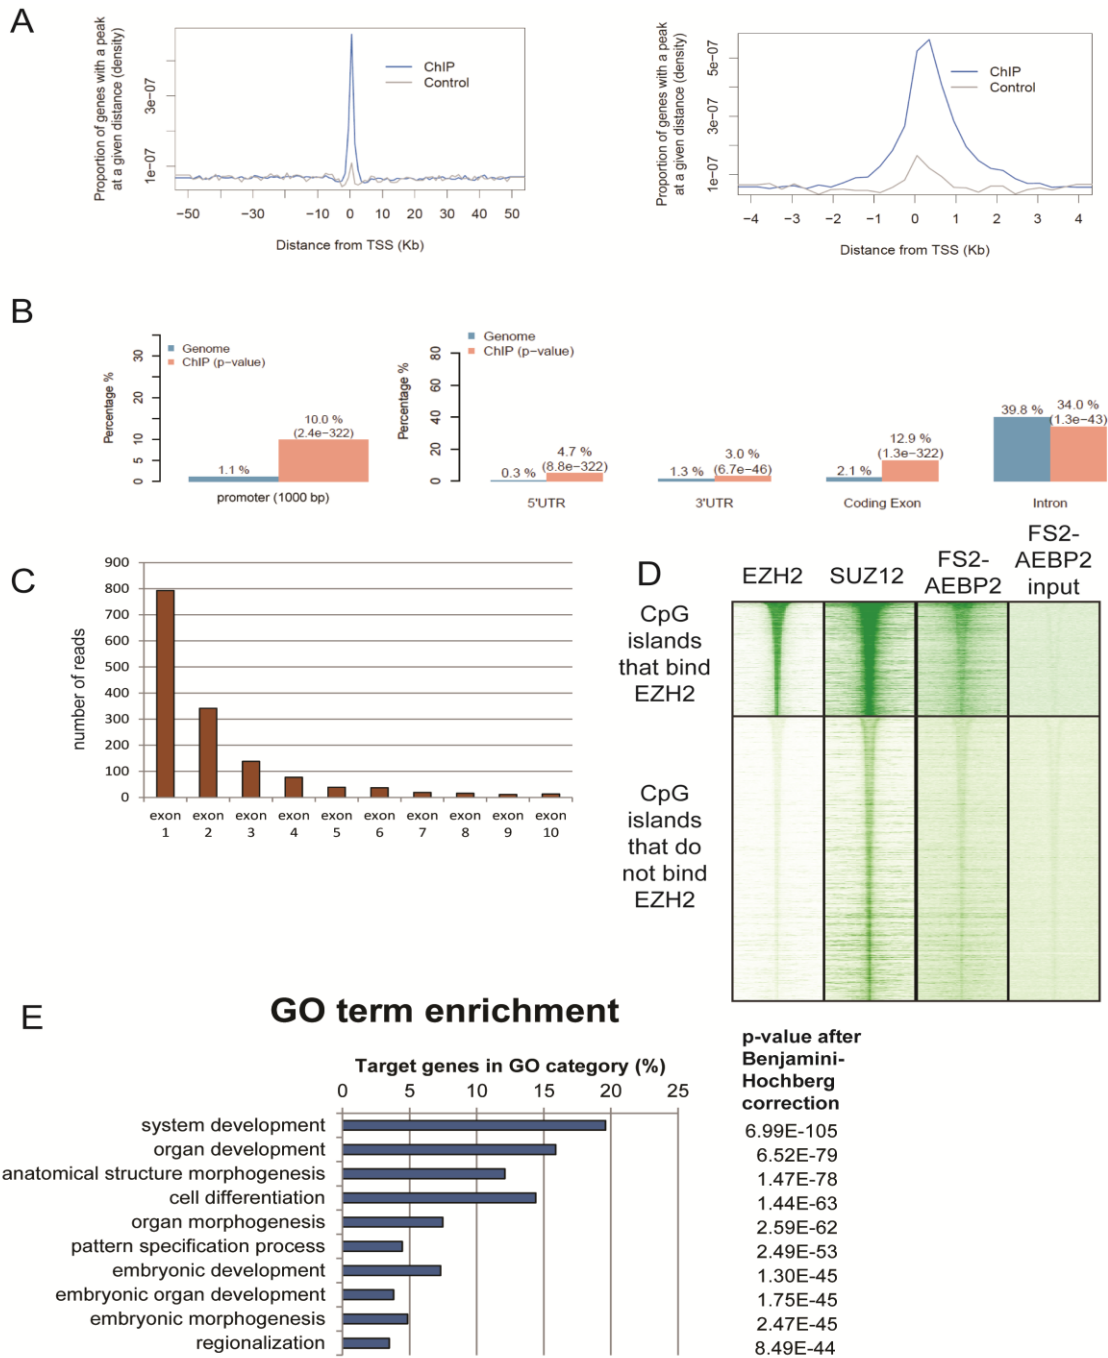 A
Proportion of genes with a peak
at a given distance (density)
3e−07
1e−07
ChIP
Control
−50
−30
−10
0
10
20
30
40
50
Distance from TSS (Kb)
Proportion of genes with a peak
at a given distance (density)
5e−07
3e−07
1e−07
ChIP
Control
−4
−3
−2
−1
0
1
2
3
4
Distance from TSS (Kb)
B
Percentage %
30
20
10
5
0
Genome
ChIP (p−value)
1.1 %
10.0 %
(2.4e−322)
promoter (1000 bp)
Percentage %
80
60
40
20
0
Genome
ChIP (p−value)
0.3 %
4.7 %
(8.8e−322)
5'UTR
1.3 %
3.0 %
(6.7e−46)
3'UTR
2.1 %
12.9 %
(1.3e−322)
Coding Exon
39.8 %
34.0 %
(1.3e−43)
Intron
C
number of reads
900
800
700
600
500
400
300
200
100
0
exon 1
exon 2
exon 3
exon 4
exon 5
exon 6
exon 7
exon 8
exon 9
exon 10
D
EZH2
SUZ12
FS2-
AEBP2
FS2-
AEBP2
input
CpG
islands
that bind
EZH2
CpG
islands
that do
not bind
EZH2
E
GO term enrichment
Target genes in GO category (%)
0 5 10 15 20 25
p-value after
Benjamini-
Hochberg
correction
system development 6.99E-105
organ development 6.52E-79
anatomical structure morphogenesis 1.47E-78
cell differentiation 1.44E-63
organ morphogenesis 2.59E-62
pattern specification process 2.49E-53
embryonic development 1.30E-45
embryonic organ development 1.75E-45
embryonic morphogenesis 2.47E-45
regionalization 8.49E-44